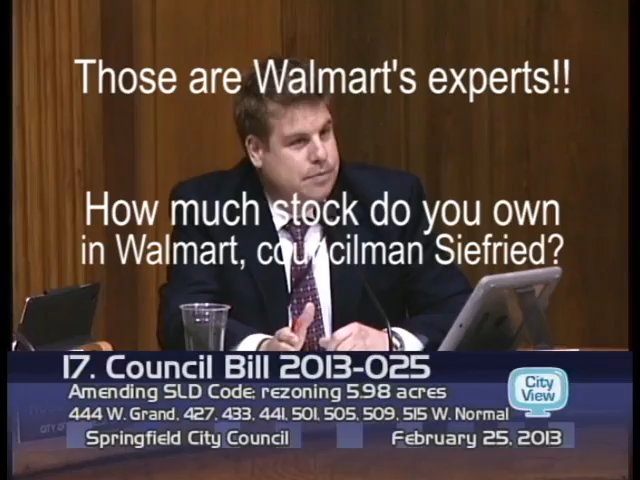 Those are Walmart's experts!!
How much stock do you own
in Walmart, councilman Siefried?
17. Council Bill 2013-025
Amending SLD Code; rezoning 5.98 acres
444 W. Grand, 427, 433, 441, 501, 505, 509, 515 W. Normal
Springfield City Council February 25, 2013
City
View